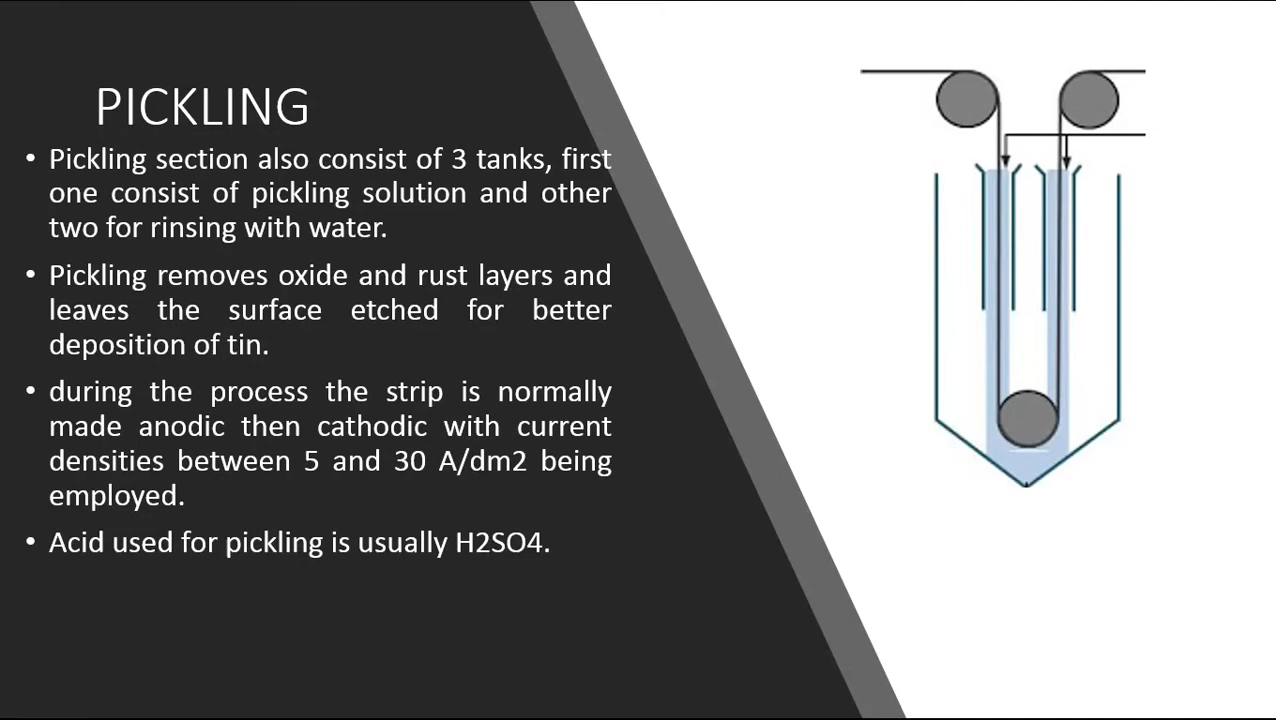 PICKLING
• Pickling section also consist of 3 tanks, first
one consist of pickling solution and other
two for rinsing with water.
• Pickling removes oxide and rust layers and
leaves the surface etched for better
deposition of tin.
• during the process the strip is normally
made anodic then cathodic with current
densities between 5 and 30 A/dm2 being
employed.
• Acid used for pickling is usually H2SO4.